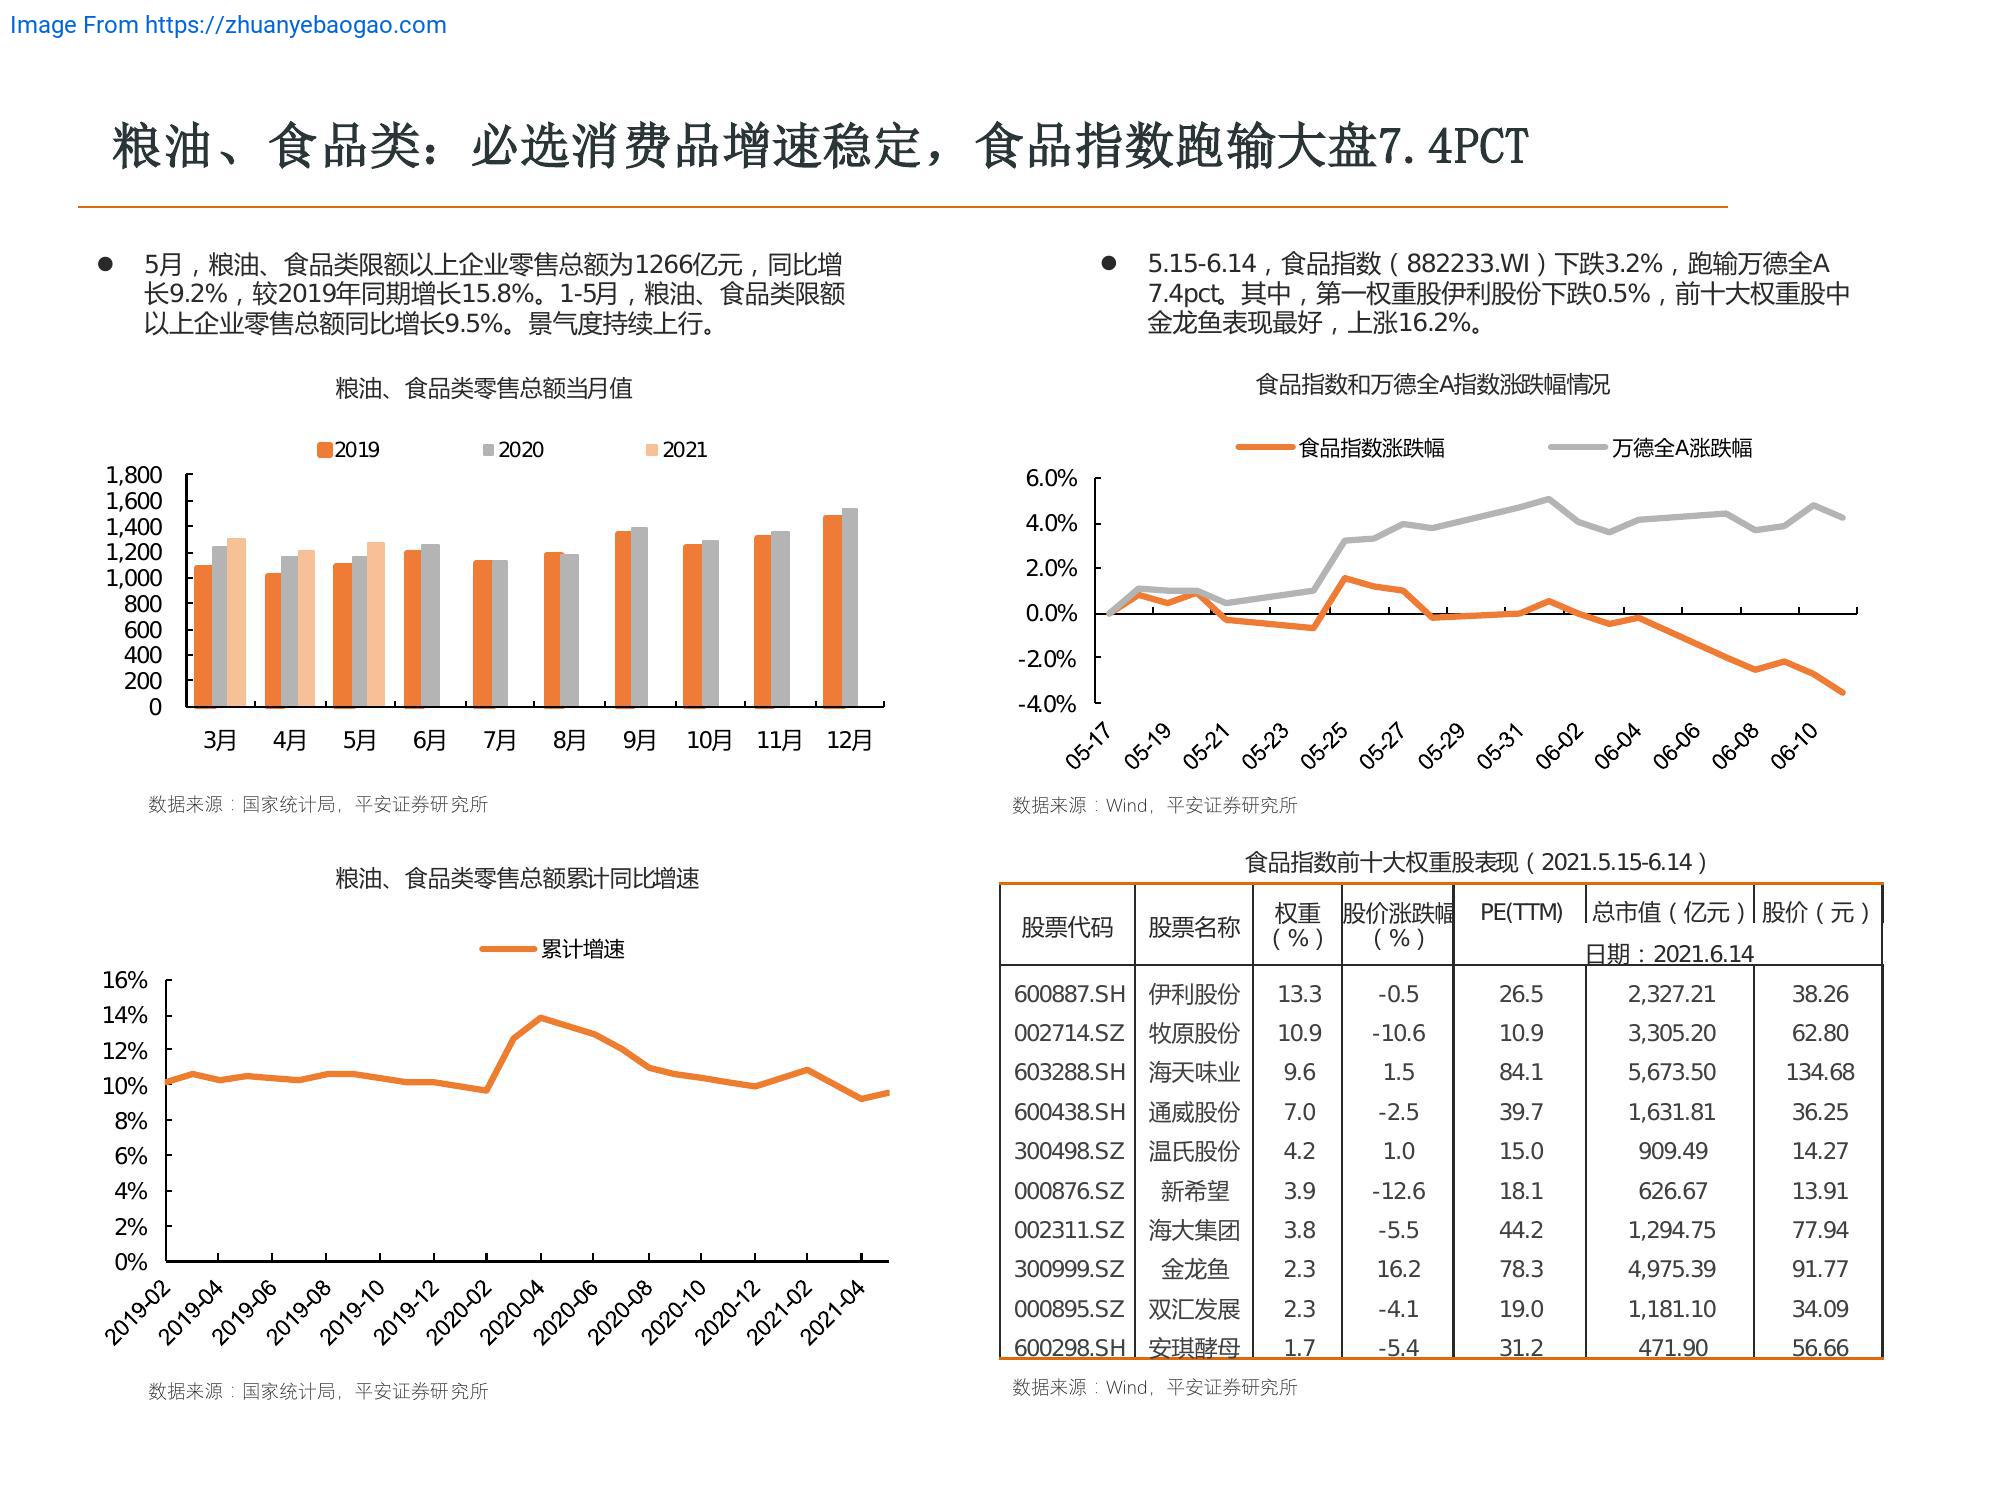 Image From https://zhuanyebaogao.com
粮油、食品类：必选消费品增速稳定，食品指数跑输大盘7.4PCT
● 5月，粮油、食品类限额以上企业零售总额为1266亿元，同比增
长9.2%，较2019年同期增长15.8%。1-5月，粮油、食品类限额
以上企业零售总额同比增长9.5%。景气度持续上行。
粮油、食品类零售总额当月值
2019 2020 2021
1,800
1,600
1,400
1,200
1,000
800
600
400
200
0
3月 4月 5月 6月 7月 8月 9月 10月 11月 12月
数据来源：国家统计局，平安证券研究所
粮油、食品类零售总额累计同比增速
累计增速
16%
14%
12%
10%
8%
6%
4%
2%
0%
2019-02 2019-04 2019-06 2019-08 2019-10 2019-12 2020-02 2020-04 2020-06 2020-08 2020-10 2020-12 2021-02 2021-04
数据来源：国家统计局，平安证券研究所
● 5.15-6.14，食品指数（882233.WI）下跌3.2%，跑输万德全A
7.4pct。其中，第一权重股伊利股份下跌0.5%，前十大权重股中
金龙鱼表现最好，上涨16.2%。
食品指数和万德全A指数涨跌幅情况
食品指数涨跌幅 万德全A涨跌幅
6.0%
4.0%
2.0%
0.0%
-2.0%
-4.0%
05-17 05-19 05-21 05-23 05-25 05-27 05-29 05-31 06-02 06-04 06-06 06-08 06-10
数据来源：Wind，平安证券研究所
食品指数前十大权重股表现（2021.5.15-6.14）
股票代码 股票名称 权重（%） 股价涨跌幅（%） PE(TTM) 总市值（亿元） 股价（元）
日期：2021.6.14
600887.SH 伊利股份 13.3 -0.5 26.5 2,327.21 38.26
002714.SZ 牧原股份 10.9 -10.6 10.9 3,305.20 62.80
603288.SH 海天味业 9.6 1.5 84.1 5,673.50 134.68
600438.SH 通威股份 7.0 -2.5 39.7 1,631.81 36.25
300498.SZ 温氏股份 4.2 1.0 15.0 909.49 14.27
000876.SZ 新希望 3.9 -12.6 18.1 626.67 13.91
002311.SZ 海大集团 3.8 -5.5 44.2 1,294.75 77.94
300999.SZ 金龙鱼 2.3 16.2 78.3 4,975.39 91.77
000895.SZ 双汇发展 2.3 -4.1 19.0 1,181.10 34.09
600298.SH 安琪酵母 1.7 -5.4 31.2 471.90 56.66
数据来源：Wind，平安证券研究所